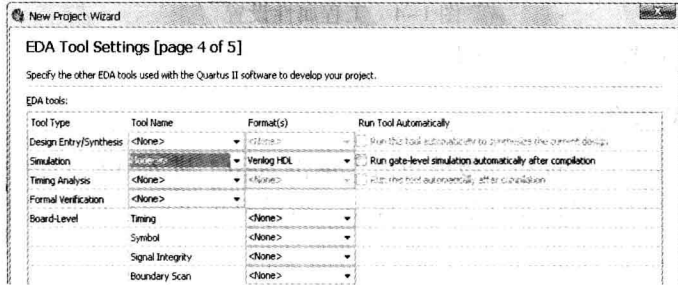 New Project Wizard
EDA Tool Settings [page 4 of 5]
Specify the other EDA tools used with the Quartus II software to develop your project.
EDA tools:
Tool Type Tool Name Format(s) Run Tool Automatically
Design Entry/Synthesis <None> <None> Run this tool automatically to synthesize the current design
Simulation Verilog HDL Run gate-level simulation automatically after compilation
Timing Analysis <None> <None> Run this tool automatically after compilation
Formal Verification <None>
Board-Level Timing <None>
Symbol <None>
Signal Integrity <None>
Boundary Scan <None>